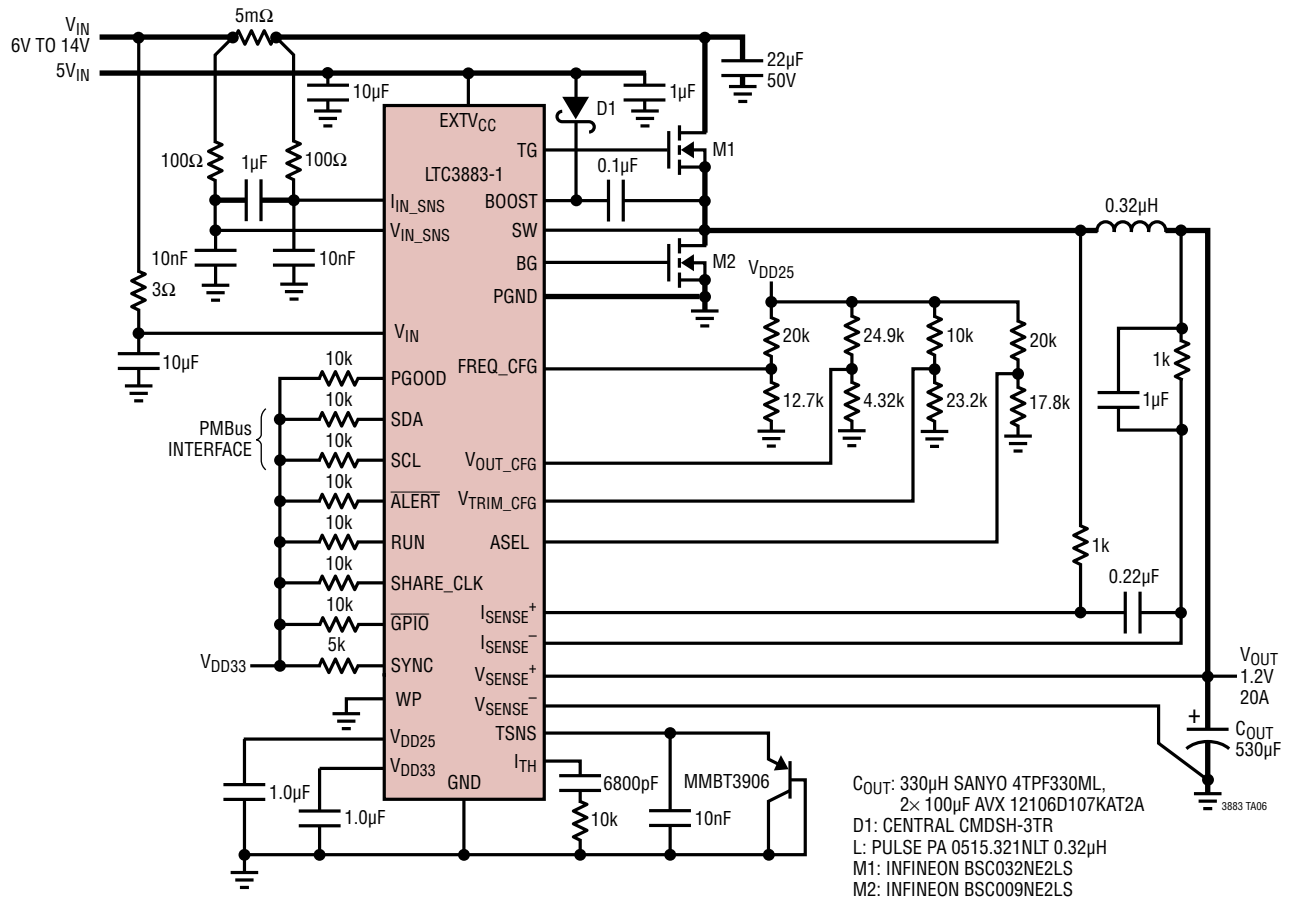 VIN
6V TO 14V
5mΩ
5VIN
10µF
D1
1µF
22µF
50V
EXTVCC
100Ω
1µF
100Ω
LTC3883-1
TG
M1
0.1µF
IIN_SNS
BOOST
VIN_SNS
SW
0.32µH
10nF
10nF
BG
M2
VDD25
3Ω
PGND
VIN
20k
24.9k
10k
20k
10µF
FREQ_CFG
1k
10k
PGOOD
12.7k
4.32k
23.2k
17.8k
1µF
10k
SDA
PMBus
INTERFACE
10k
SCL
VOUT_CFG
10k
ALERT
VTRIM_CFG
10k
RUN
ASEL
1k
10k
SHARE_CLK
0.22µF
10k
GPIO
ISENSE+
ISENSE–
5k
VDD33
SYNC
VSENSE+
VOUT
1.2V
20A
WP
VSENSE–
+
COUT
530µF
VDD25
TSNS
VDD33
ITH
GND
6800pF
MMBT3906
1.0µF
1.0µF
10k
10nF
COUT: 330µH SANYO 4TPF330ML,
2× 100µF AVX 12106D107KAT2A
D1: CENTRAL CMDSH-3TR
L: PULSE PA 0515.321NLT 0.32µH
M1: INFINEON BSC032NE2LS
M2: INFINEON BSC009NE2LS
3883 TA06